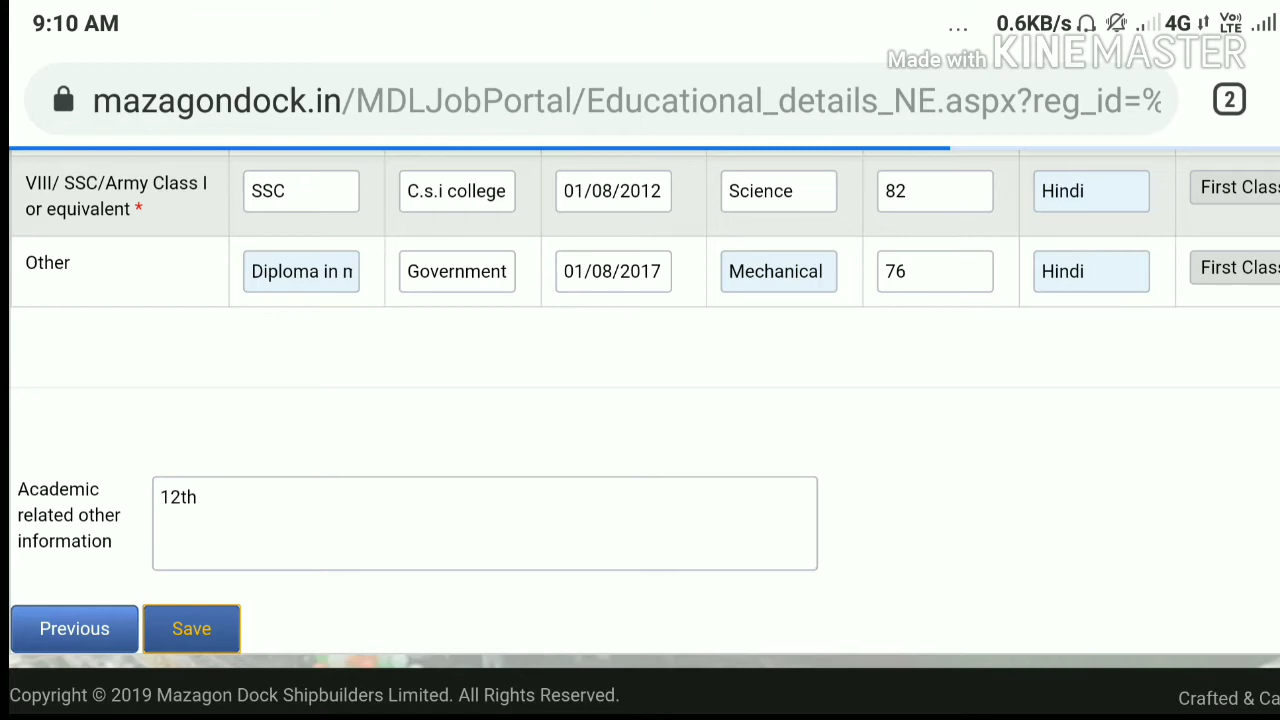 9:10 AM
... 0.6KB/s 4G Vo)) LTE
Made with KINEMASTER
mazagondock.in/MDLJobPortal/Educational_details_NE.aspx?reg_id=%
2
VIII/ SSC/Army Class I
or equivalent *
SSC
C.s.i college
01/08/2012
Science
82
Hindi
First Class
Other
Diploma in n
Government
01/08/2017
Mechanical
76
Hindi
First Class
Academic
related other
information
12th
Previous
Save
Copyright © 2019 Mazagon Dock Shipbuilders Limited. All Rights Reserved.
Crafted & Ca